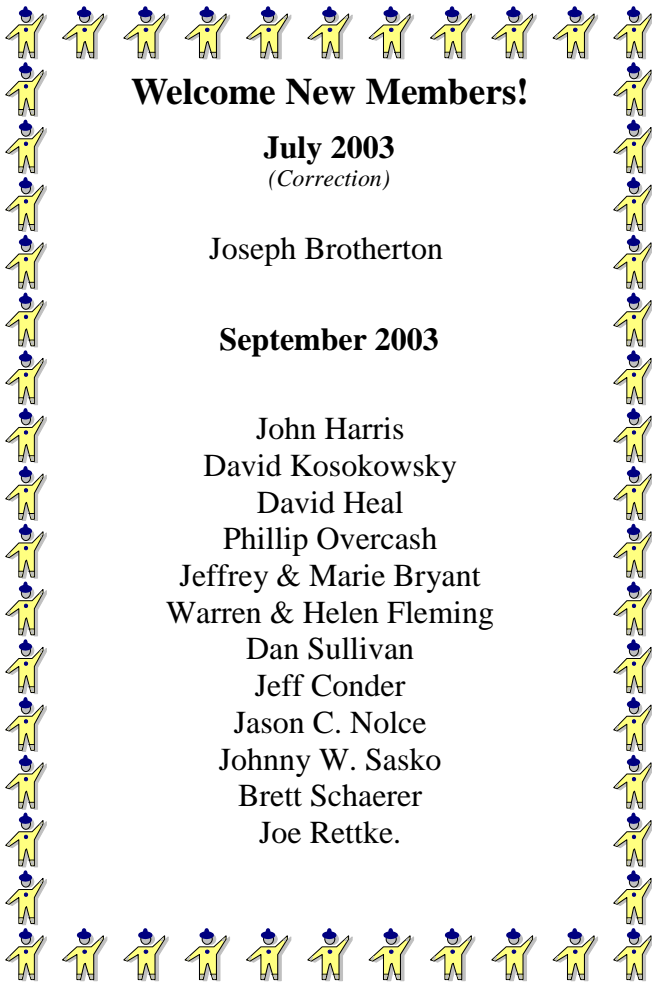 Welcome New Members!
July 2003
(Correction)
Joseph Brotherton
September 2003
John Harris
David Kosokowsky
David Heal
Phillip Overcash
Jeffrey & Marie Bryant
Warren & Helen Fleming
Dan Sullivan
Jeff Conder
Jason C. Nolce
Johnny W. Sasko
Brett Schaerer
Joe Rettke.